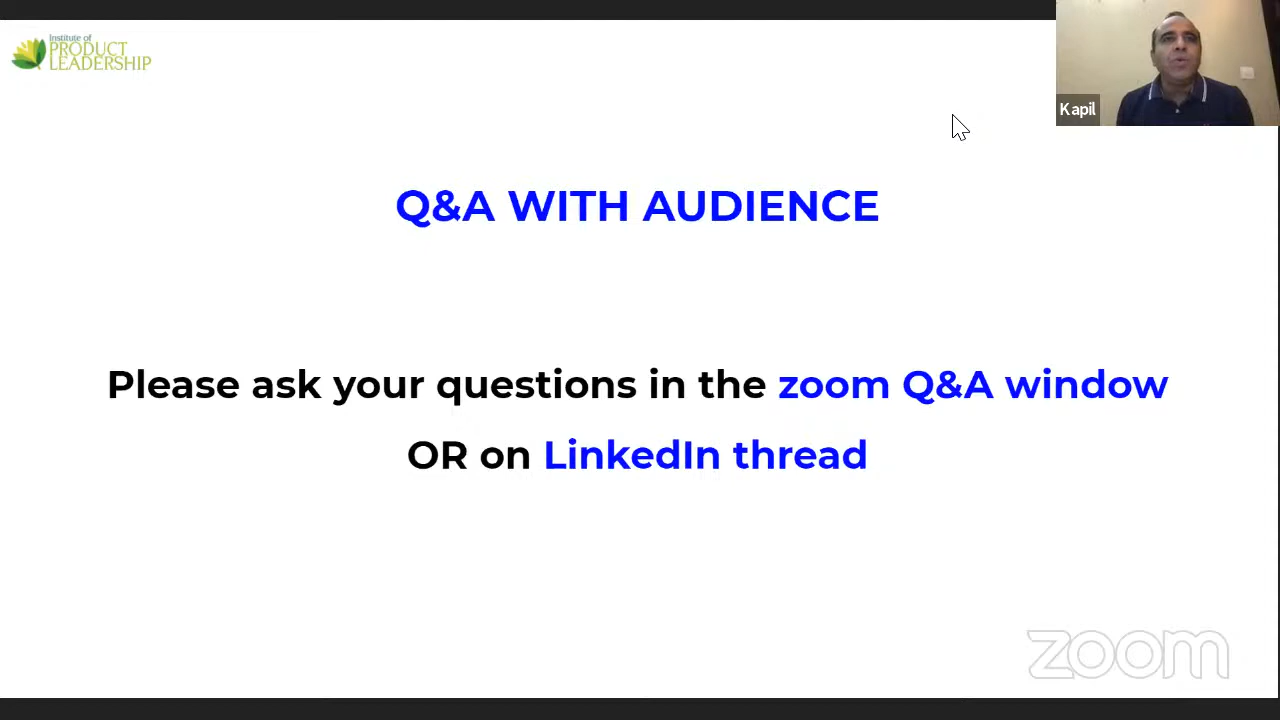 Institute of
PRODUCT
LEADERSHIP
Kapil
Q&A WITH AUDIENCE
Please ask your questions in the zoom Q&A window
OR on LinkedIn thread
zoom